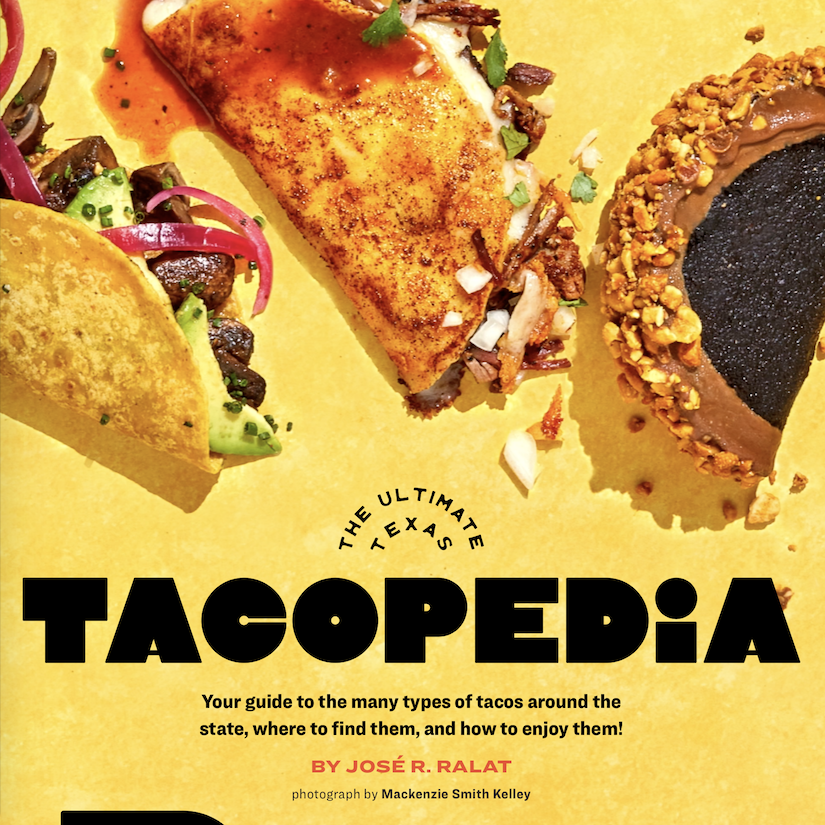 THE ULTIMATE
TEXAS
TACOPEDiA
Your guide to the many types of tacos around the
state, where to find them, and how to enjoy them!
BY JOSÉ R. RALAT
photograph by Mackenzie Smith Kelley